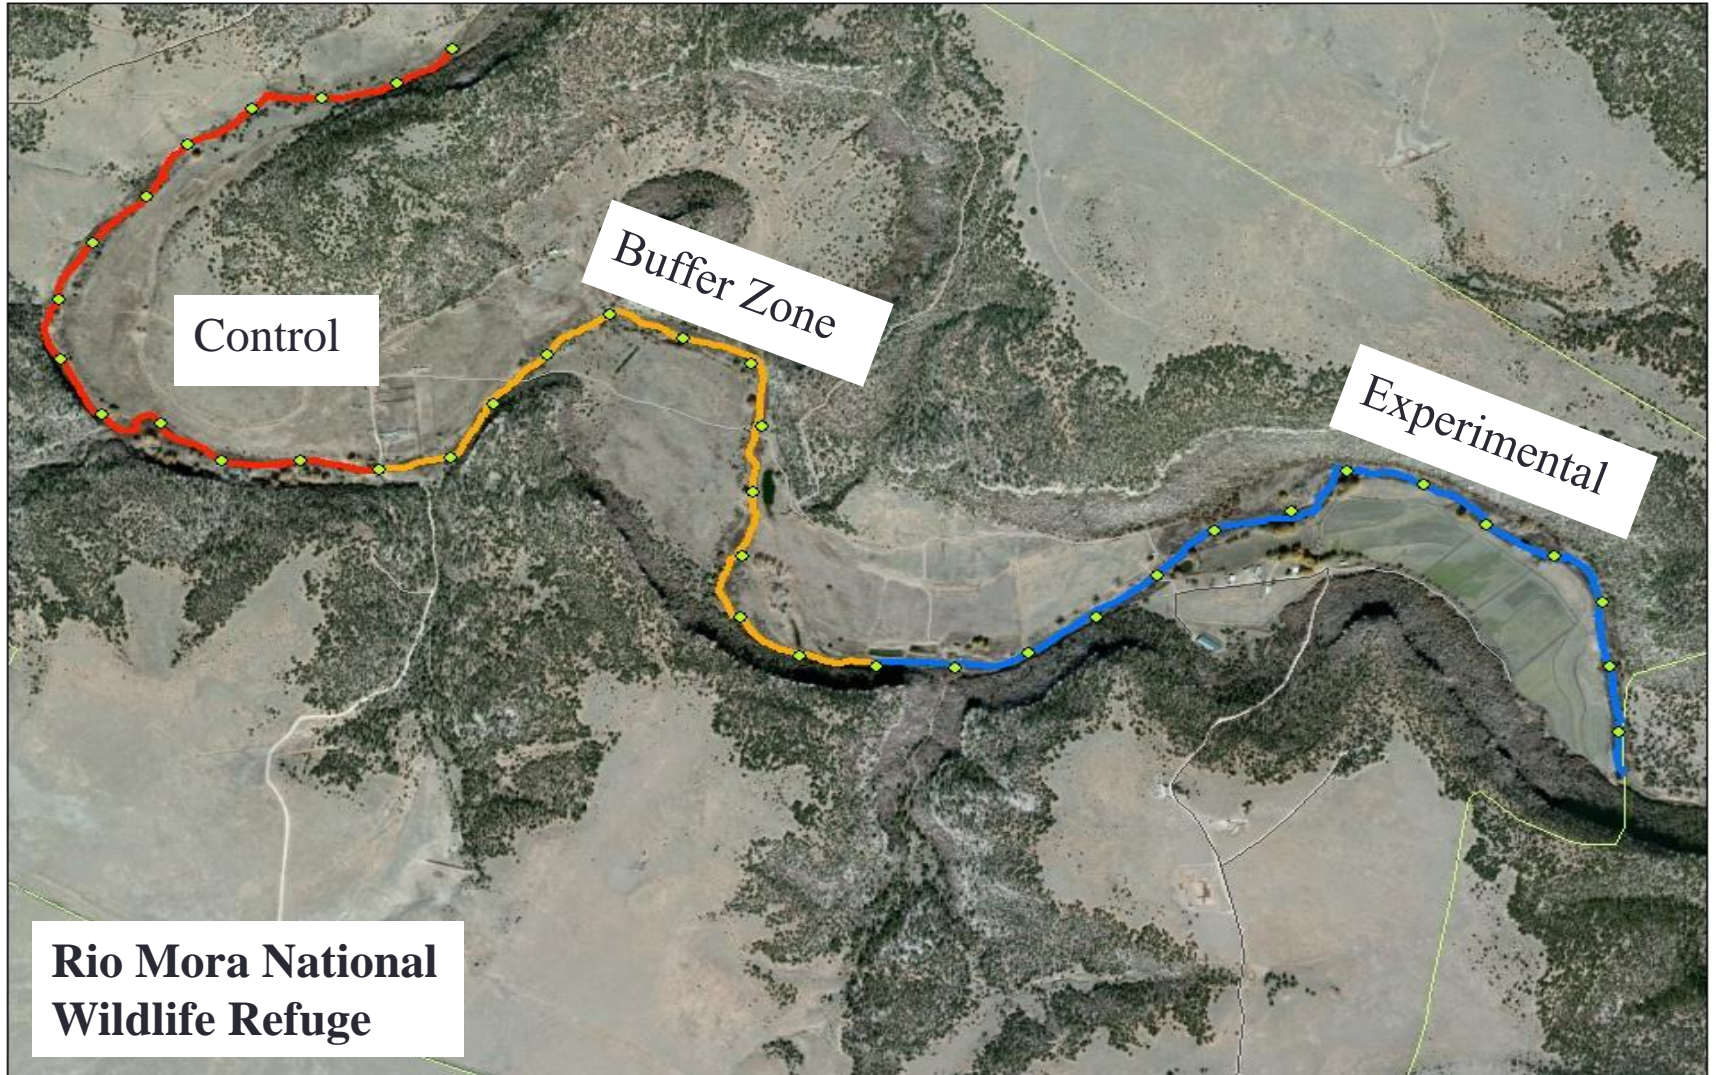 Control
Buffer Zone
Experimental
Rio Mora National
Wildlife Refuge